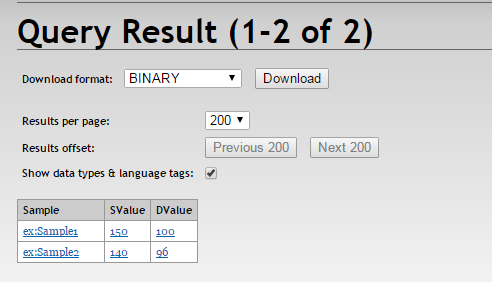 Query Result (1-2 of 2)
Download format: BINARY Download
Results per page: 200
Results offset: Previous 200 Next 200
Show data types & language tags:
Sample SValue DValue
ex:Sample1 150 100
ex:Sample2 140 96